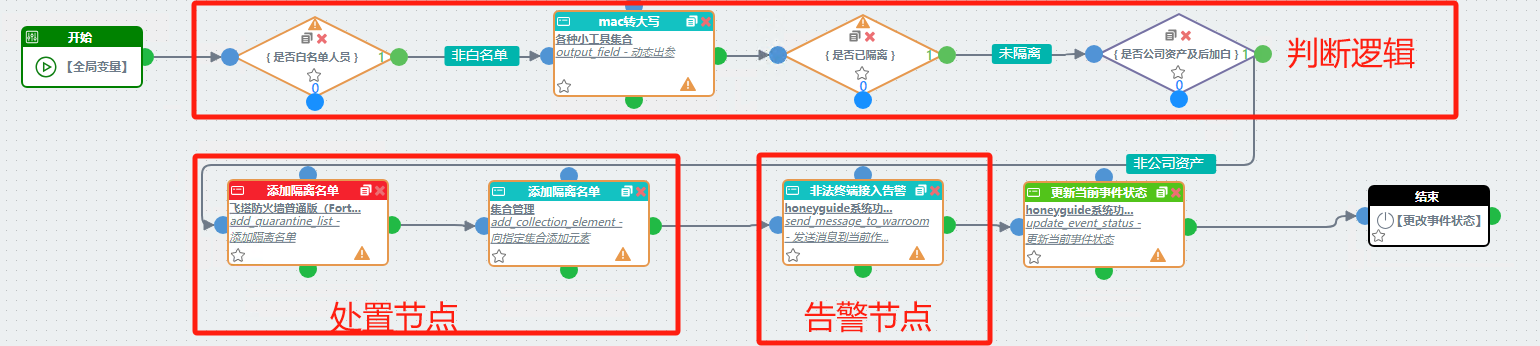 开始
【全局变量】
{ 是否白名单人员 }
1
0
非白名单
mac转大写
各种小工具集合
output_field - 动态出参
{ 是否已隔离 }
1
0
未隔离
{ 是否公司资产及后加白 }
1
0
判断逻辑
非公司资产
添加隔离名单
飞塔防火墙普通版（Fort...
add_quarantine_list -
添加隔离名单
添加隔离名单
集合管理
add_collection_element -
向指定集合添加元素
处置节点
非法终端接入告警
honeyguide系统功...
send_message_to_warroom
- 发送消息到当前作...
告警节点
更新当前事件状态
honeyguide系统功...
update_event_status -
更新当前事件状态
结束
【更改事件状态】